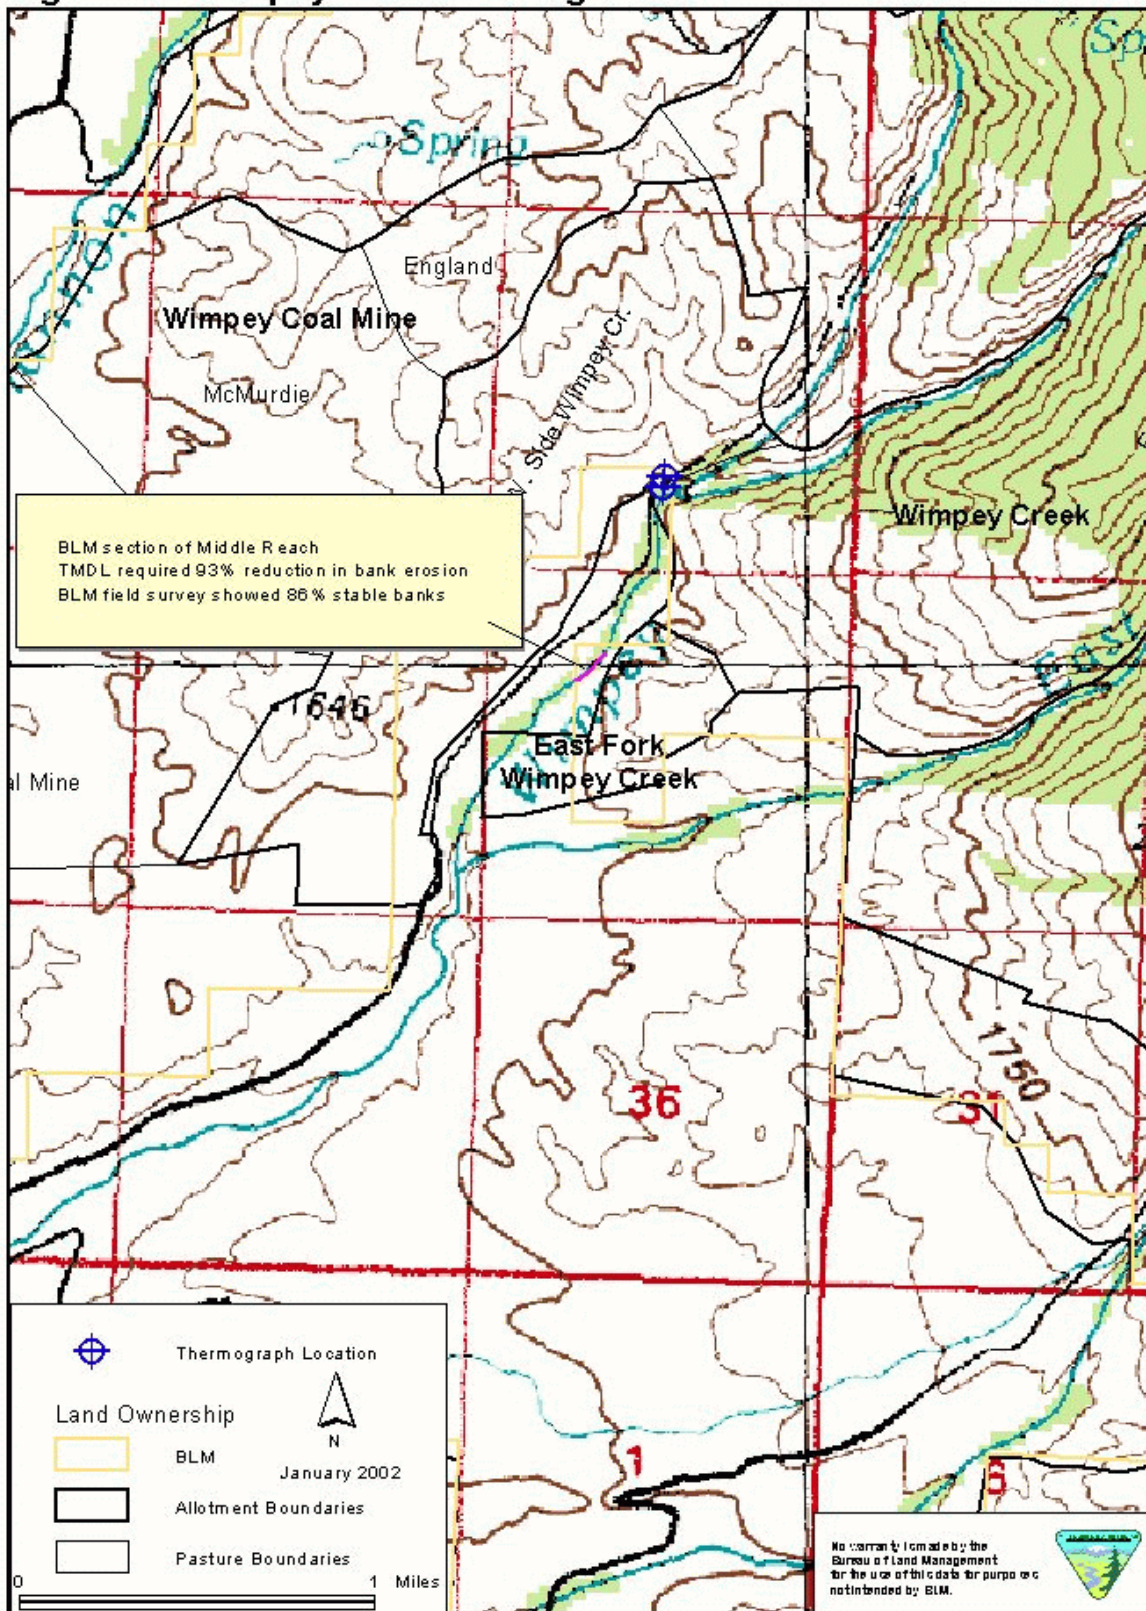 Sp
Spring
England
Wimpey Coal Mine
McMurdie
N - Side Wimpey Cr.
Wimpey Creek
BLM section of Middle Reach
TMDL required 93% reduction in bank erosion
BLM field survey showed 86% stable banks
East
1646
Wimpey
East Fork
Wimpey Creek
al Mine
1750
36
31
1
Thermograph Location
Land Ownership
N
BLM
January 2002
Allotment Boundaries
Pasture Boundaries
0 1 Miles
No warranty is made by the
Bureau of Land Management
for the use of this data for purposes
not intended by BLM.